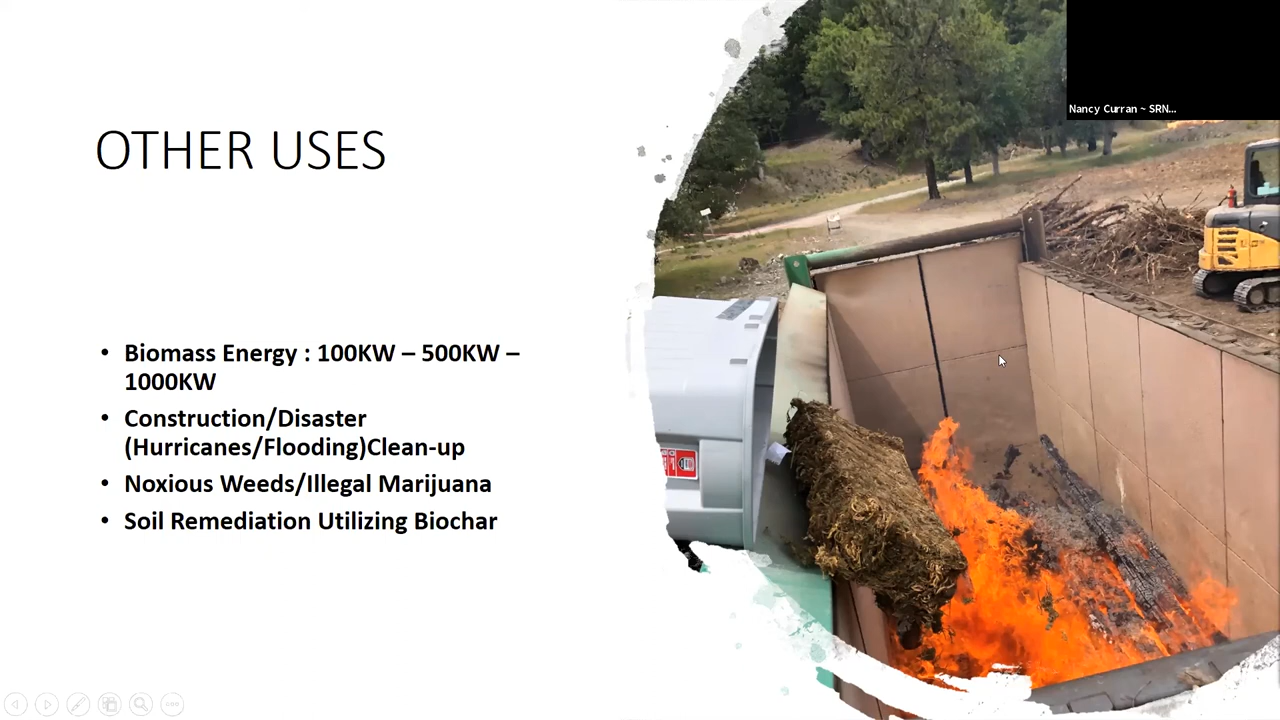 Nancy Curran ~ SRN...
OTHER USES
• Biomass Energy : 100KW – 500KW –
1000KW
• Construction/Disaster
(Hurricanes/Flooding)Clean-up
• Noxious Weeds/Illegal Marijuana
• Soil Remediation Utilizing Biochar